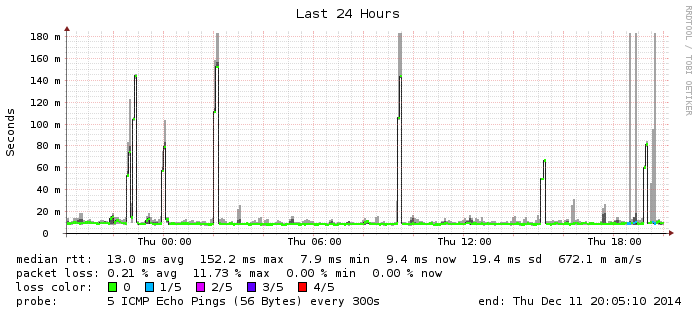 Last 24 Hours
RRDTOOL / TOBI OETIKER
Seconds
180 m
160 m
140 m
120 m
100 m
80 m
60 m
40 m
20 m
0
Thu 00:00 Thu 06:00 Thu 12:00 Thu 18:00
median rtt: 13.0 ms avg 152.2 ms max 7.9 ms min 9.4 ms now 19.4 ms sd 672.1 m am/s
packet loss: 0.21 % avg 11.73 % max 0.00 % min 0.00 % now
loss color: 0 1/5 2/5 3/5 4/5
probe: 5 ICMP Echo Pings (56 Bytes) every 300s end: Thu Dec 11 20:05:10 2014